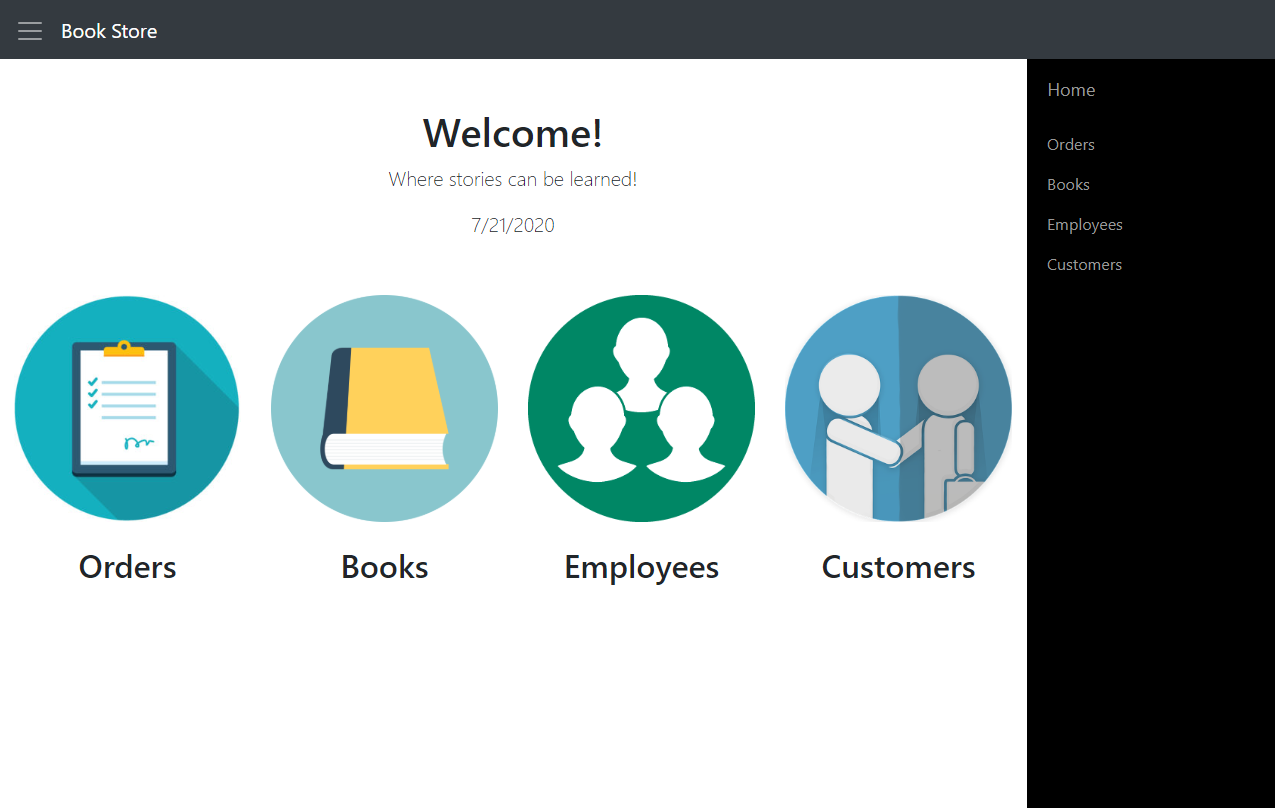 Book Store
Welcome!
Where stories can be learned!
7/21/2020
Orders
Books
Employees
Customers
Home
Orders
Books
Employees
Customers